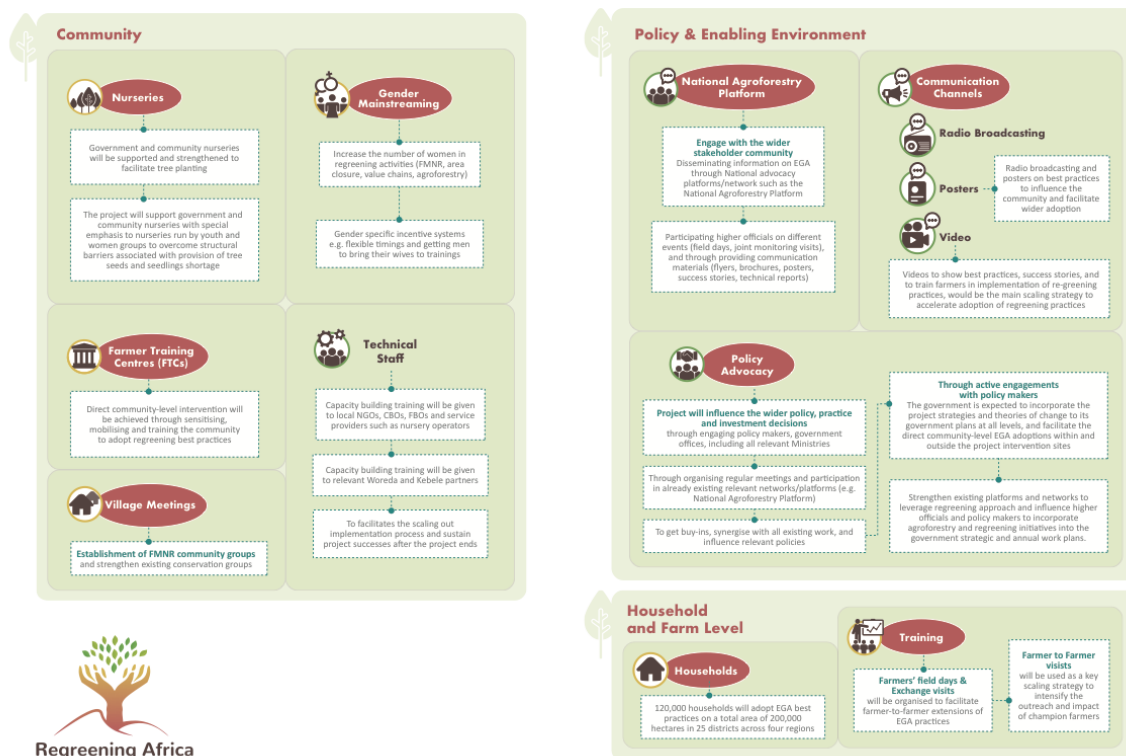 Community
Nurseries
Government and community nurseries
will be supported and strengthened to
facilitate tree planting
The project will support government and
community nurseries with special
emphasis to nurseries run by youth and
women groups to overcome structural
barriers associated with provision of tree
seeds and seedlings shortage
Gender
Mainstreaming
Increase the number of women in
regreening activities (FMNR, area
closure, value chains, agroforestry)
Gender specific incentive systems
e.g. flexible timings and getting men
to bring their wives to trainings
Farmer Training
Centres (FTCs)
Direct community-level intervention will
be achieved through sensitising,
mobilising and training the community
to adopt regreening best practices
Village Meetings
Establishment of FMNR community groups
and strengthen existing conservation groups
Technical
Staff
Capacity building training will be given
to local NGOs, CBOs, FBOs and service
providers such as nursery operators
Capacity building training will be given
to relevant Woreda and Kebele partners
To facilitates the scaling out
implementation process and sustain
project successes after the project ends
Regreening Africa
Policy & Enabling Environment
National Agroforestry
Platform
Engage with the wider
stakeholder community
Disseminating information on EGA
through National advocacy
platforms/network such as the
National Agroforestry Platform
Participating higher officials on different
events (field days, joint monitoring visits),
and through providing communication
materials (flyers, brochures, posters,
success stories, technical reports)
Communication
Channels
Radio Broadcasting
Posters
Radio broadcasting and
posters on best practices
to influence the
community and facilitate
wider adoption
Video
Videos to show best practices, success stories, and
to train farmers in implementation of re-greening
practices, would be the main scaling strategy to
accelerate adoption of regreening practices
Policy
Advocacy
Project will influence the wider policy, practice
and investment decisions
through engaging policy makers, government
offices, including all relevant Ministries
Through organising regular meetings and participation
in already existing relevant networks/platforms (e.g.
National Agroforestry Platform)
To get buy-ins, synergise with all existing work, and
influence relevant policies
Through active engagements
with policy makers
The government is expected to incorporate the
project strategies and theories of change to its
government plans at all levels, and facilitate the
direct community-level EGA adoptions within and
outside the project intervention sites
Strengthen existing platforms and networks to
leverage regreening approach and influence higher
officials and policy makers to incorporate
agroforestry and regreening initiatives into the
government strategic and annual work plans.
Household
and Farm Level
Households
120,000 households will adopt EGA best
practices on a total area of 200,000
hectares in 25 districts across four regions
Training
Farmers' field days &
Exchange visits
will be organised to facilitate
farmer-to-farmer extensions of
EGA practices
Farmer to Farmer
visists
will be used as a key
scaling strategy to
intensify the
outreach and impact
of champion farmers